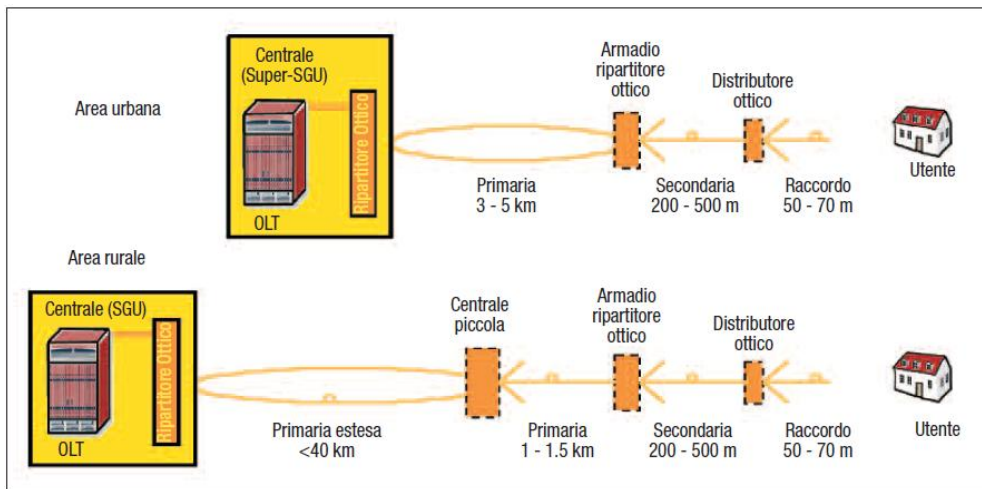 Centrale
(Super-SGU)
Armadio
ripartitore
ottico
Distributore
ottico
Area urbana
Ripartitore Ottico
OLT
Primaria
3 - 5 km
Secondaria
200 - 500 m
Raccordo
50 - 70 m
Utente
Area rurale
Centrale (SGU)
Centrale
piccola
Armadio
ripartitore
ottico
Distributore
ottico
Ripartitore Ottico
OLT
Primaria estesa
<40 km
Primaria
1 - 1.5 km
Secondaria
200 - 500 m
Raccordo
50 - 70 m
Utente